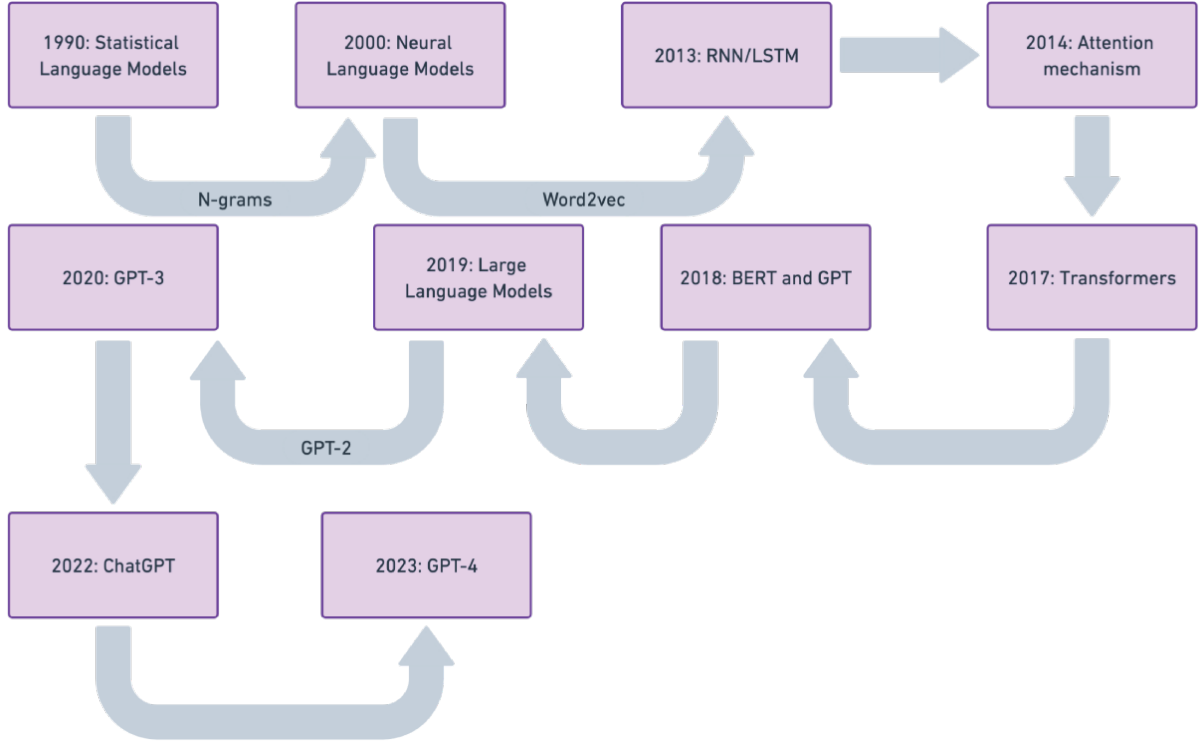 1990: Statistical
Language Models
2000: Neural
Language Models
2013: RNN/LSTM
2014: Attention
mechanism
N-grams
Word2vec
2017: Transformers
2018: BERT and GPT
2019: Large
Language Models
2020: GPT-3
GPT-2
2022: ChatGPT
2023: GPT-4